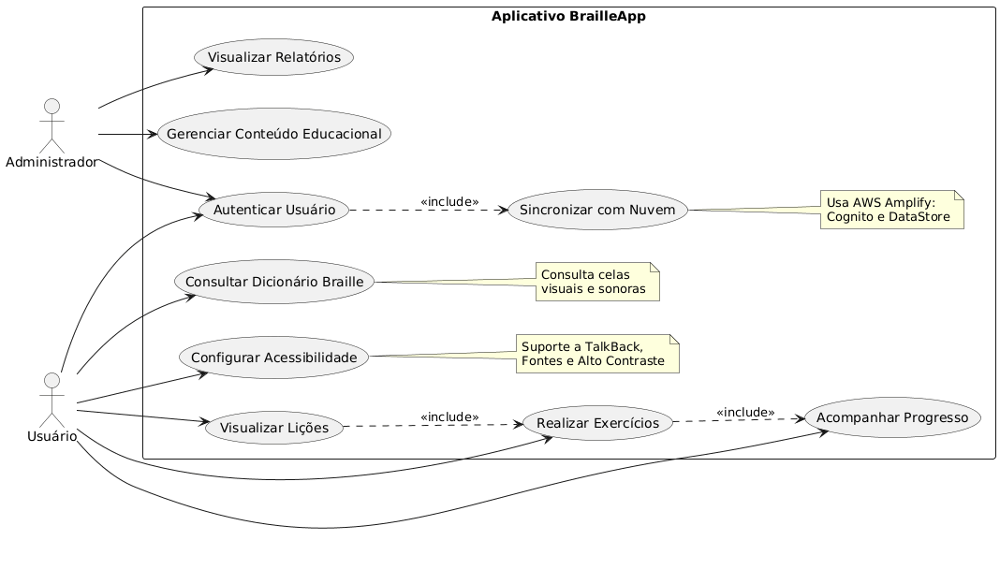 Aplicativo BrailleApp
Visualizar Relatórios
Administrador
Gerenciar Conteúdo Educacional
Autenticar Usuário
«include»
Sincronizar com Nuvem
Usa AWS Amplify:
Cognito e DataStore
Consultar Dicionário Braille
Consulta celas
visuais e sonoras
Configurar Acessibilidade
Suporte a TalkBack,
Fontes e Alto Contraste
Usuário
Visualizar Lições
«include»
Realizar Exercícios
«include»
Acompanhar Progresso